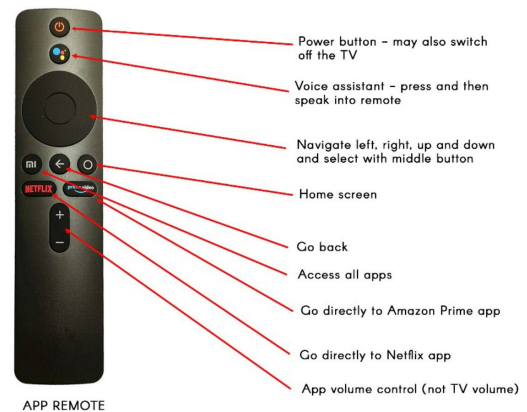 Power button - may also switch
off the TV
Voice assistant - press and then
speak into remote
Navigate left, right, up and down
and select with middle button
Home screen
Go back
Access all apps
Go directly to Amazon Prime app
Go directly to Netflix app
App volume control (not TV volume)
mi
NETFLIX
prime video
+
-
APP REMOTE